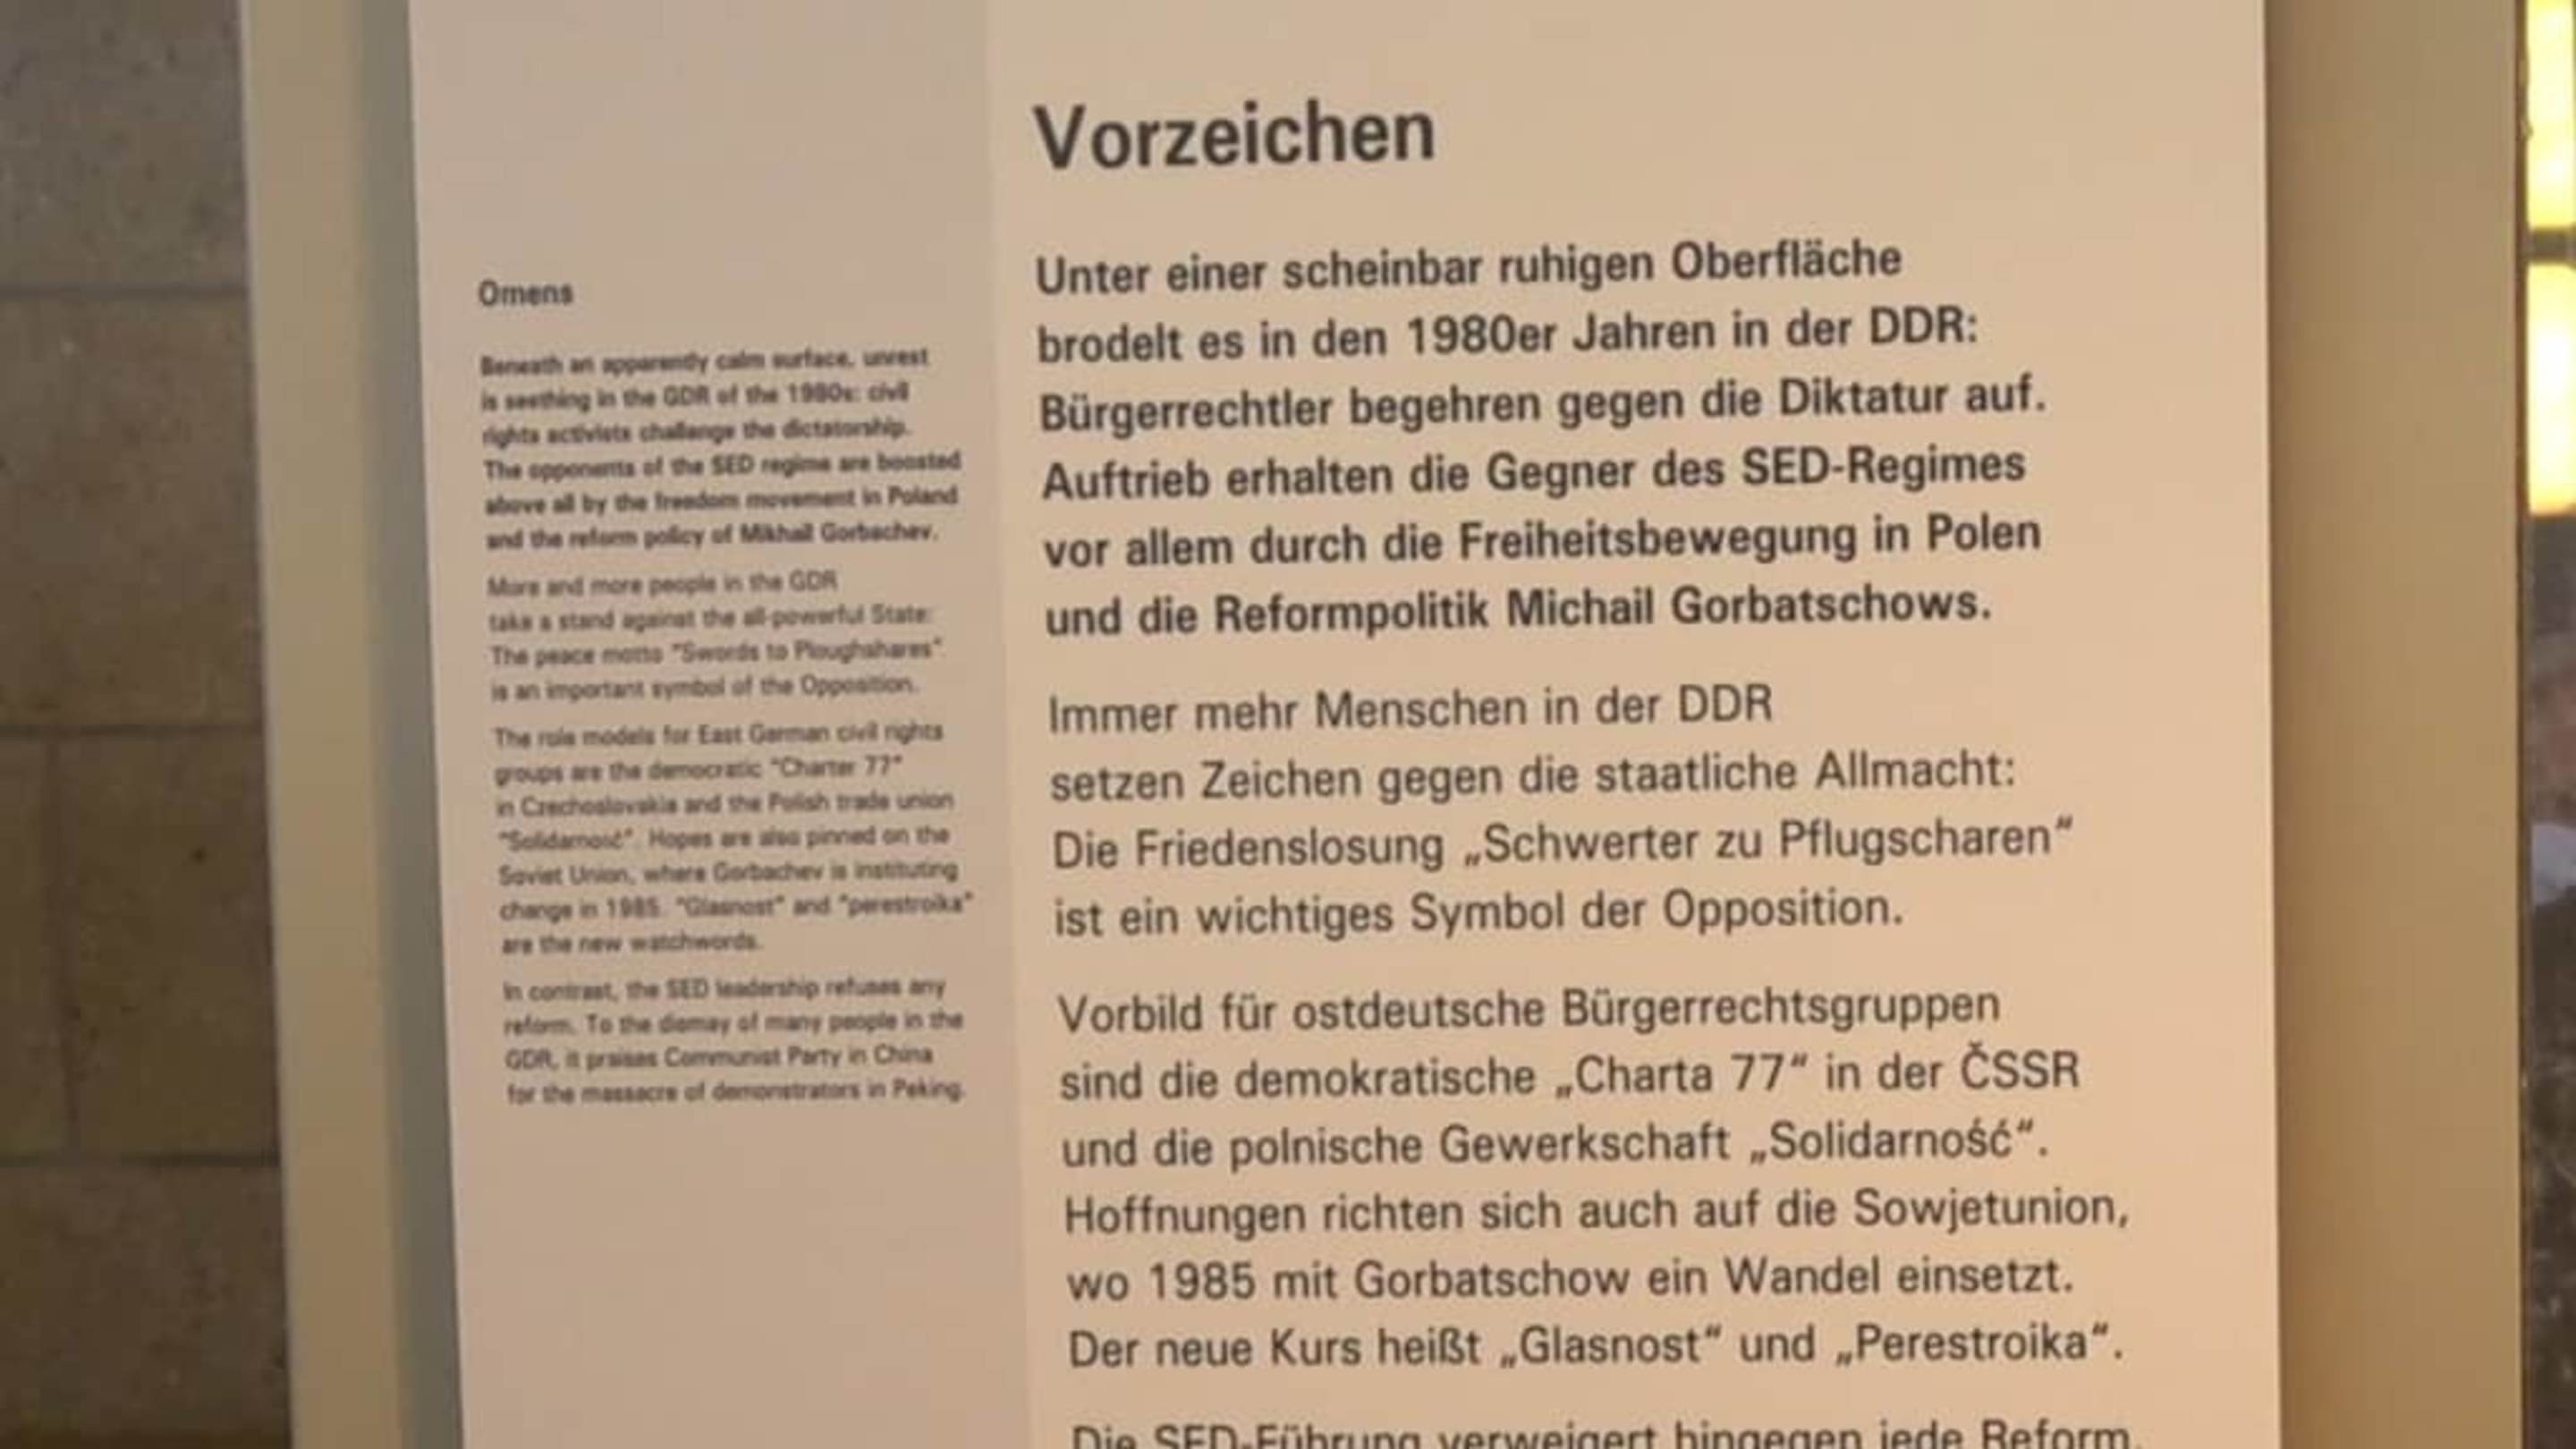 Omens
Beneath an apparently calm surface, unrest
is seething in the GDR of the 1980s: civil
rights activists challenge the dictatorship.
The opponents of the SED regime are boosted
above all by the freedom movement in Poland
and the reform policy of Mikhail Gorbachev.
More and more people in the GDR
take a stand against the all-powerful State:
The peace motto "Swords to Ploughshares"
is an important symbol of the Opposition.
The role models for East German civil rights
groups are the democratic "Charter 77"
in Czechoslovakia and the Polish trade union
"Solidarność". Hopes are also pinned on the
Soviet Union, where Gorbachev is instituting
change in 1985. "Glasnost" and "perestroika"
are the new watchwords.
In contrast, the SED leadership refuses any
reform. To the dismay of many people in the
GDR, it praises Communist Party in China
for the massacre of demonstrators in Peking.
Vorzeichen
Unter einer scheinbar ruhigen Oberfläche
brodelt es in den 1980er Jahren in der DDR:
Bürgerrechtler begehren gegen die Diktatur auf.
Auftrieb erhalten die Gegner des SED-Regimes
vor allem durch die Freiheitsbewegung in Polen
und die Reformpolitik Michail Gorbatschows.
Immer mehr Menschen in der DDR
setzen Zeichen gegen die staatliche Allmacht:
Die Friedenslosung „Schwerter zu Pflugscharen“
ist ein wichtiges Symbol der Opposition.
Vorbild für ostdeutsche Bürgerrechtsgruppen
sind die demokratische „Charta 77“ in der ČSSR
und die polnische Gewerkschaft „Solidarność“.
Hoffnungen richten sich auch auf die Sowjetunion,
wo 1985 mit Gorbatschow ein Wandel einsetzt.
Der neue Kurs heißt „Glasnost“ und „Perestroika“.
Die SED-Führung verweigert hingegen jede Reform.